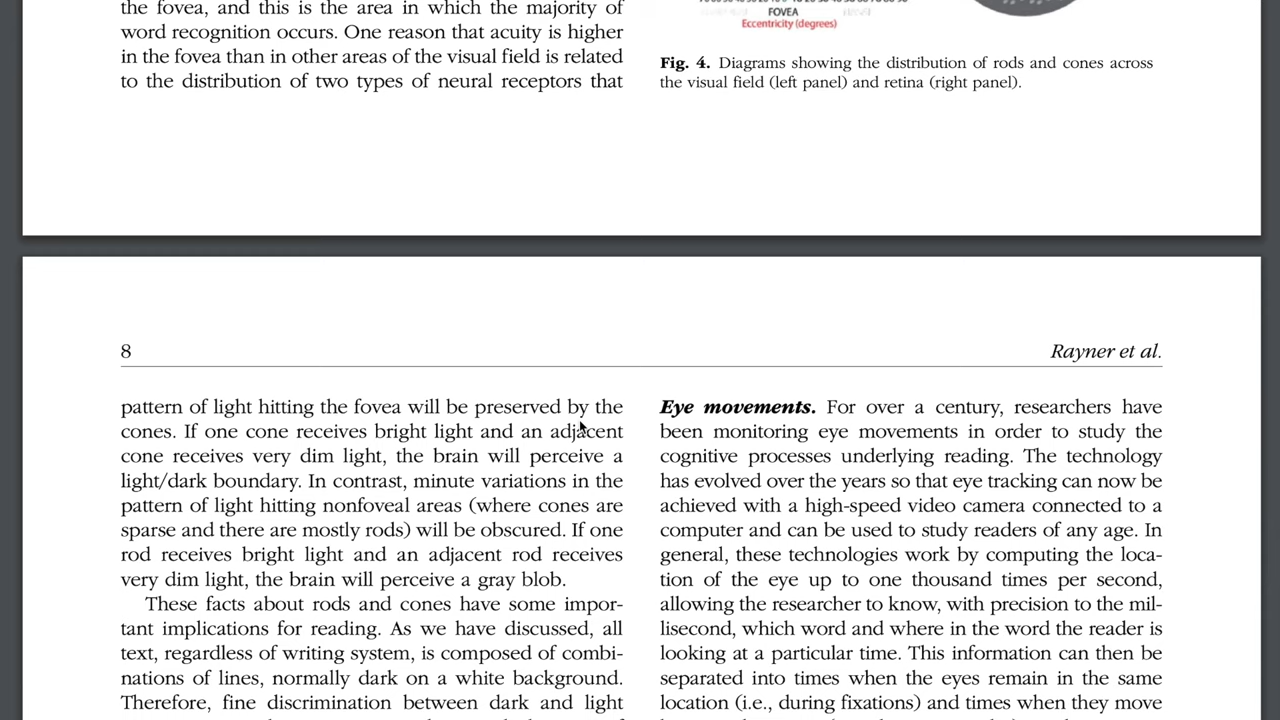 the fovea, and this is the area in which the majority of
word recognition occurs. One reason that acuity is higher
in the fovea than in other areas of the visual field is related
to the distribution of two types of neural receptors that
FOVEA
Eccentricity (degrees)
Fig. 4. Diagrams showing the distribution of rods and cones across
the visual field (left panel) and retina (right panel).
8
Rayner et al.
pattern of light hitting the fovea will be preserved by the
cones. If one cone receives bright light and an adjacent
cone receives very dim light, the brain will perceive a
light/dark boundary. In contrast, minute variations in the
pattern of light hitting nonfoveal areas (where cones are
sparse and there are mostly rods) will be obscured. If one
rod receives bright light and an adjacent rod receives
very dim light, the brain will perceive a gray blob.
These facts about rods and cones have some impor-
tant implications for reading. As we have discussed, all
text, regardless of writing system, is composed of combi-
nations of lines, normally dark on a white background.
Therefore, fine discrimination between dark and light
Eye movements. For over a century, researchers have
been monitoring eye movements in order to study the
cognitive processes underlying reading. The technology
has evolved over the years so that eye tracking can now be
achieved with a high-speed video camera connected to a
computer and can be used to study readers of any age. In
general, these technologies work by computing the loca-
tion of the eye up to one thousand times per second,
allowing the researcher to know, with precision to the mil-
lisecond, which word and where in the word the reader is
looking at a particular time. This information can then be
separated into times when the eyes remain in the same
location (i.e., during fixations) and times when they move